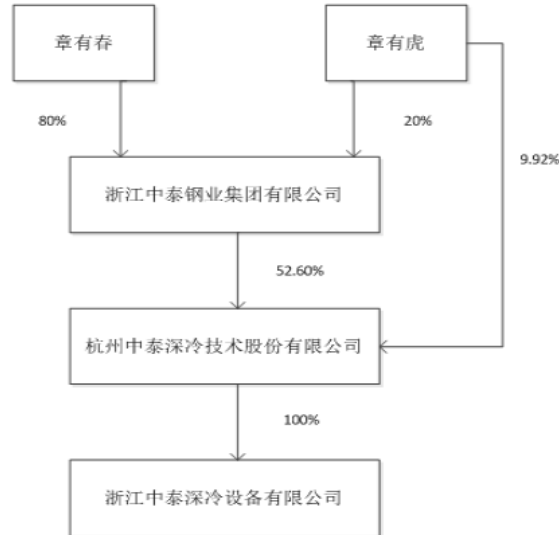 章有春
章有虎
80%
20%
9.92%
浙江中泰钢业集团有限公司
52.60%
杭州中泰深冷技术股份有限公司
100%
浙江中泰深冷设备有限公司